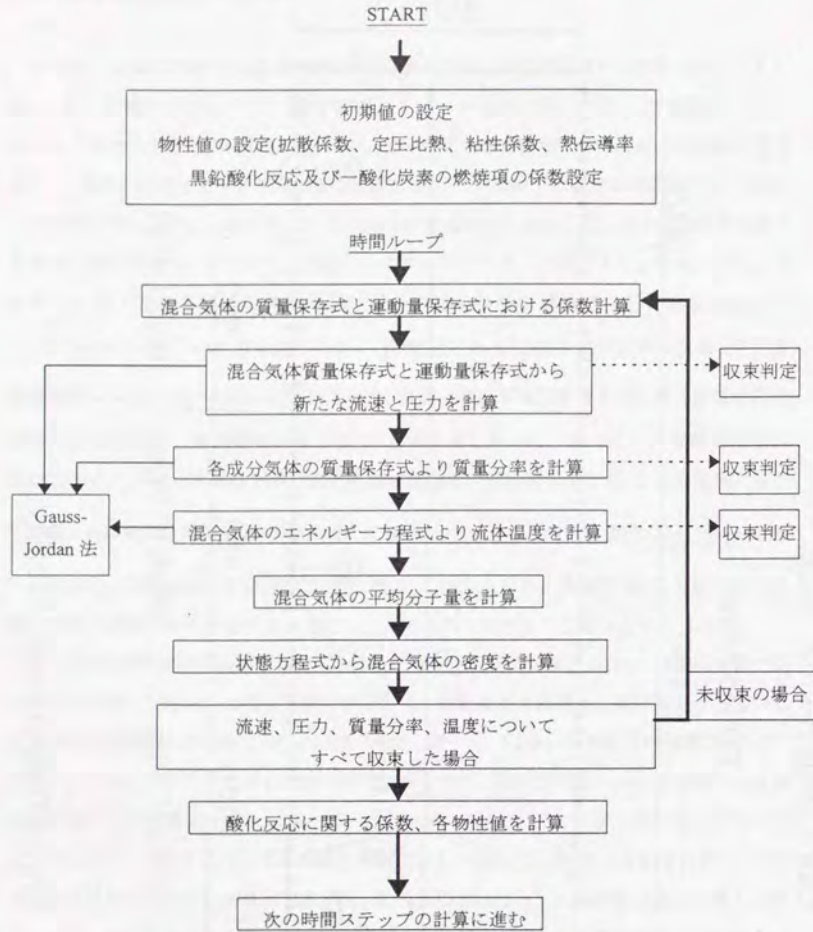 START
初期値の設定
物性値の設定(拡散係数、定圧比熱、粘性係数、熱伝導率
黒鉛酸化反応及び一酸化炭素の燃焼項の係数設定
時間ループ
混合気体の質量保存式と運動量保存式における係数計算
混合気体質量保存式と運動量保存式から
新たな流速と圧力を計算
収束判定
各成分気体の質量保存式より質量分率を計算
収束判定
Gauss-
Jordan 法
混合気体のエネルギー方程式より流体温度を計算
収束判定
混合気体の平均分子量を計算
状態方程式から混合気体の密度を計算
未収束の場合
流速、圧力、質量分率、温度について
すべて収束した場合
酸化反応に関する係数、各物性値を計算
次の時間ステップの計算に進む